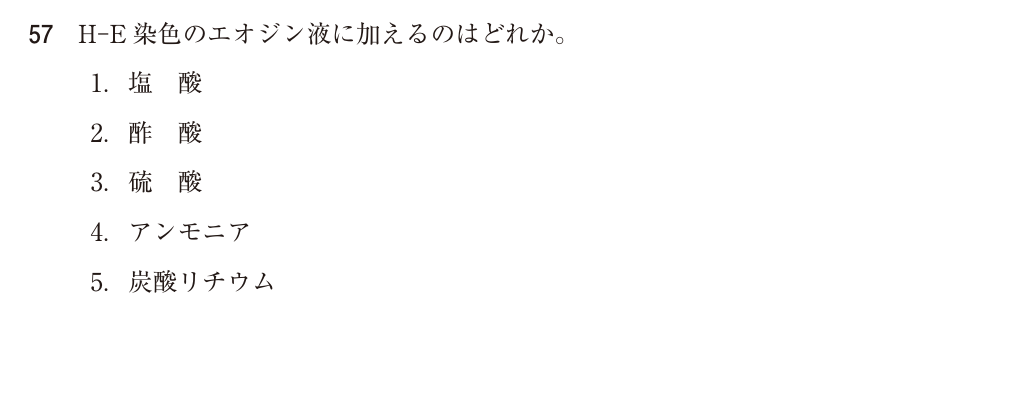 57 H-E 染色のエオジン液に加えるのはどれか。
1. 塩 酸
2. 酢 酸
3. 硫 酸
4. アンモニア
5. 炭酸リチウム